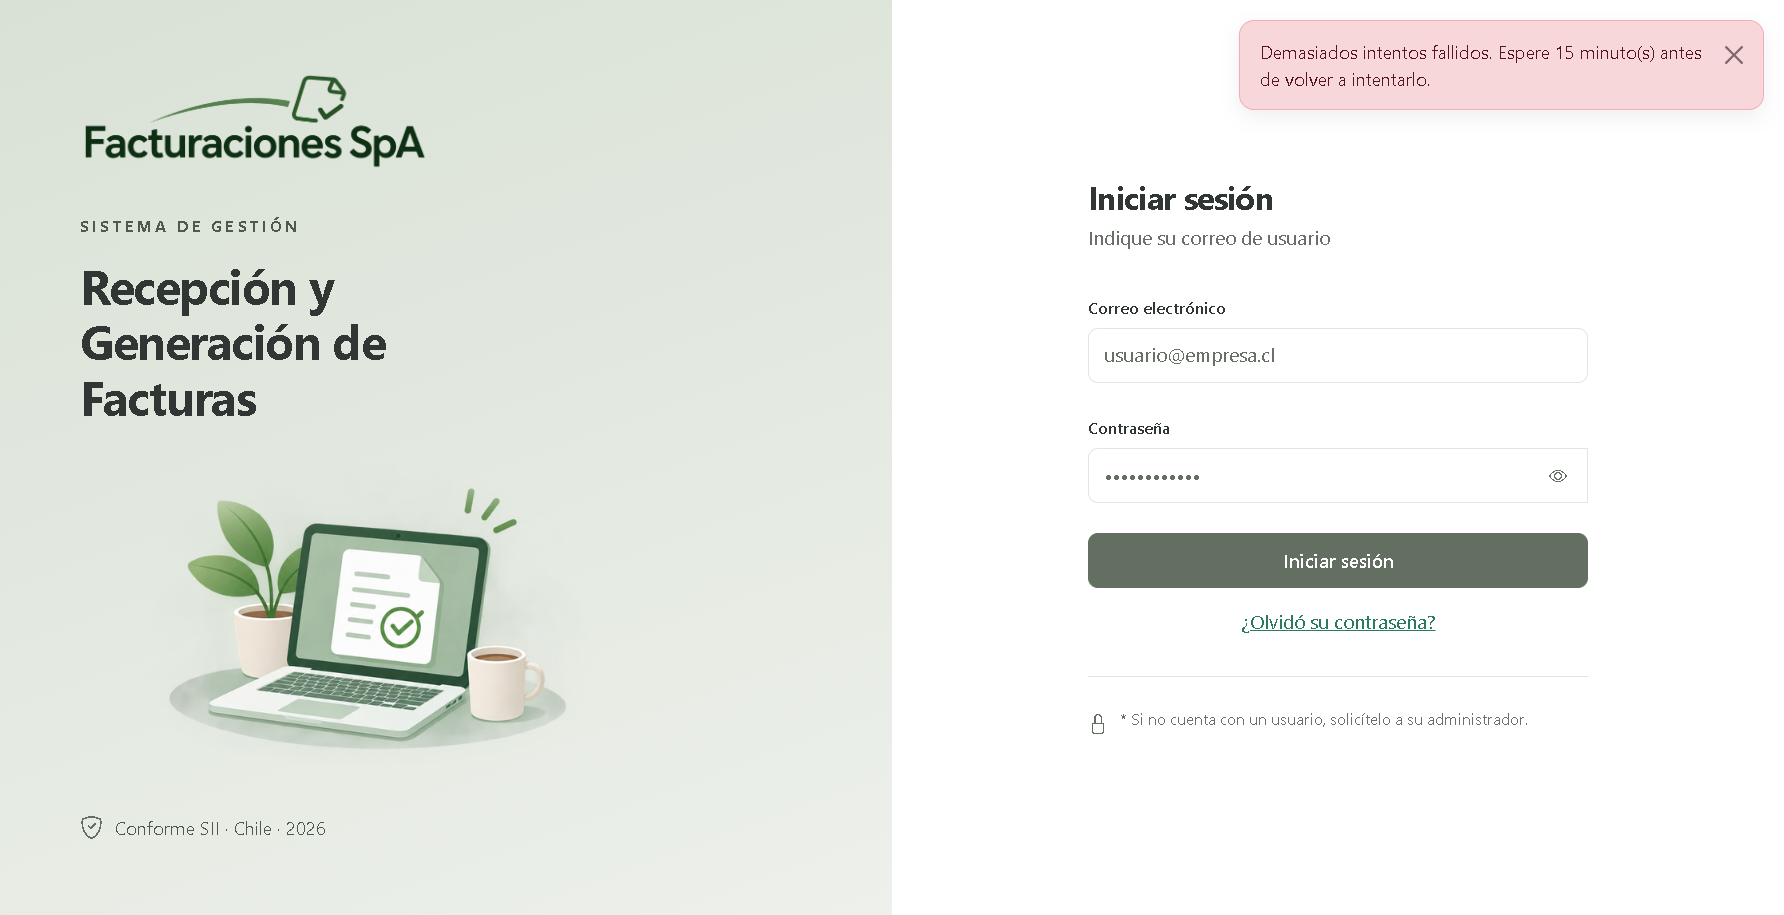 Facturaciones SpA
SISTEMA DE GESTIÓN
Recepción y
Generación de
Facturas
Conforme SII · Chile · 2026
Demasiados intentos fallidos. Espere 15 minuto(s) antes
de volver a intentarlo.
Iniciar sesión
Indique su correo de usuario
Correo electrónico
usuario@empresa.cl
Contraseña
••••••••••••
Iniciar sesión
¿Olvidó su contraseña?
* Si no cuenta con un usuario, solicítelo a su administrador.